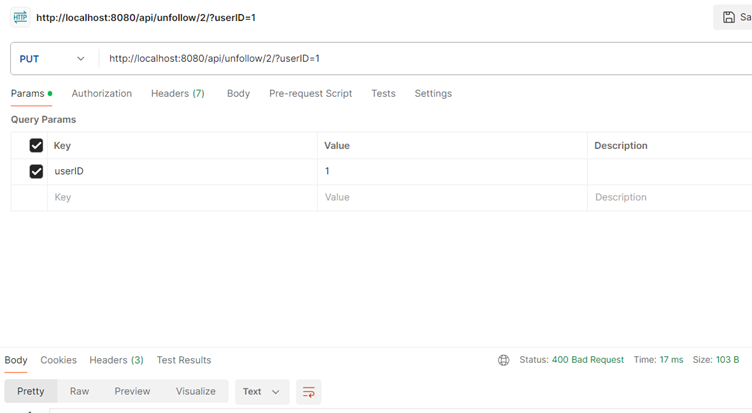 HTTP http://localhost:8080/api/unfollow/2/?userID=1 Sa
PUT http://localhost:8080/api/unfollow/2/?userID=1
Params Authorization Headers (7) Body Pre-request Script Tests Settings
Query Params
Key Value Description
userID 1
Key Value Description
Body Cookies Headers (3) Test Results Status: 400 Bad Request Time: 17 ms Size: 103 B
Pretty Raw Preview Visualize Text